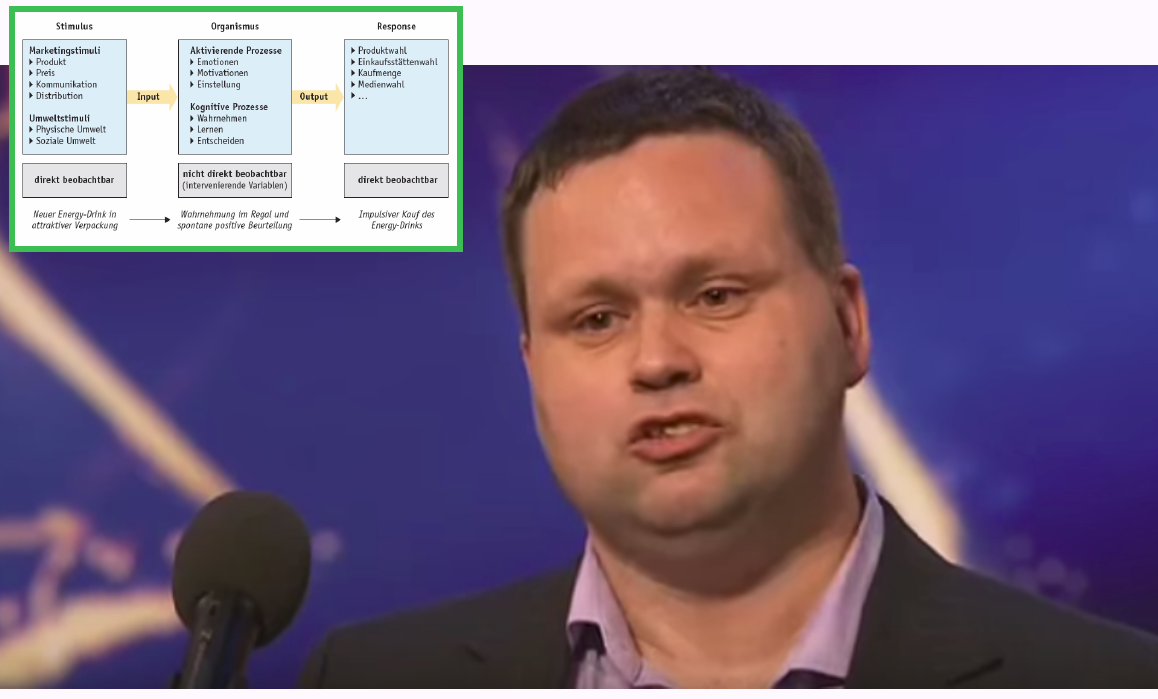 Stimulus
Marketingstimuli
Produkt
Preis
Kommunikation
Distribution
Umweltstimuli
Physische Umwelt
Soziale Umwelt
direkt beobachtbar
Neuer Energy-Drink in
attraktiver Verpackung
Input
Organismus
Aktivierende Prozesse
Emotionen
Motivationen
Einstellung
Kognitive Prozesse
Wahrnehmen
Lernen
Entscheiden
nicht direkt beobachtbar
(intervenierende Variablen)
Wahrnehmung im Regal und
spontane positive Beurteilung
Output
Response
Produktwahl
Einkaufsstättenwahl
Kaufmenge
Medienwahl
...
direkt beobachtbar
Impulsiver Kauf des
Energy-Drinks